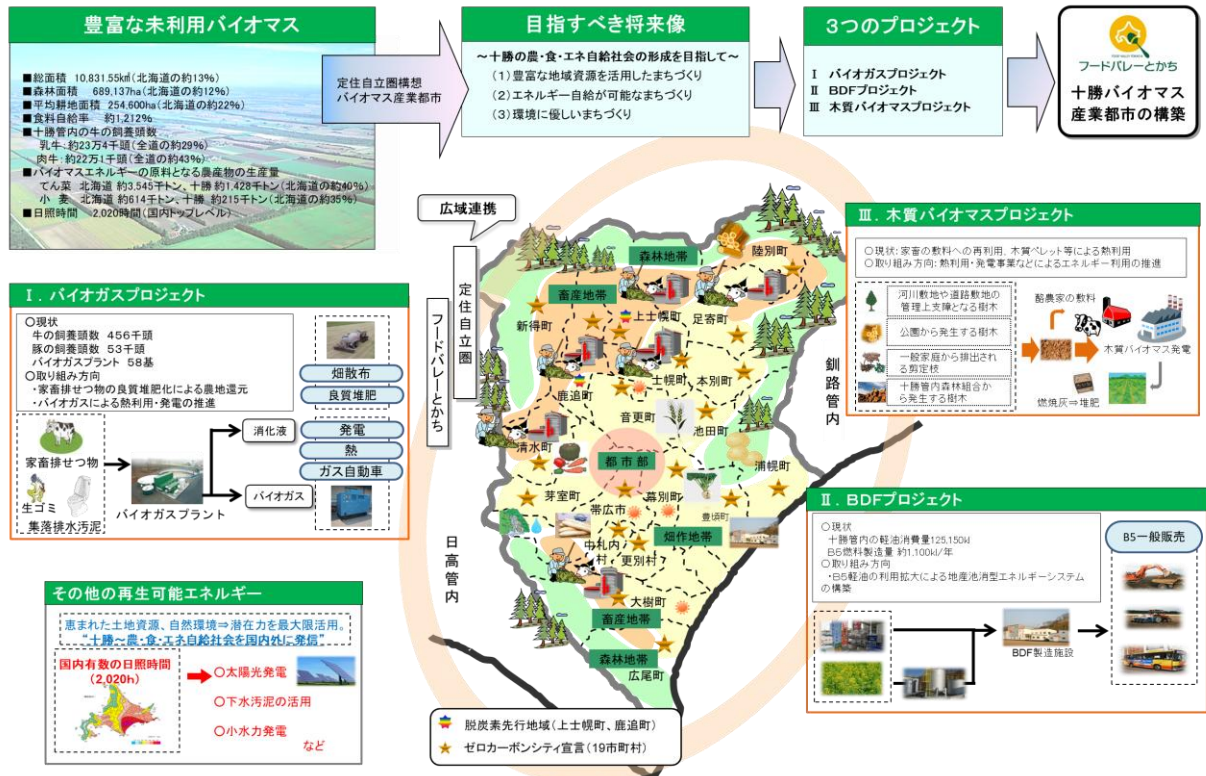 豊富な未利用バイオマス
■総面積 10,831.55k㎡(北海道の約13%)
■森林面積 689,137ha(北海道の約12%)
■平均耕地面積 254,600ha(北海道の約22%)
■食料自給率 約1,212%
■十勝管内の牛の飼養頭数
乳牛:約23万4千頭(全道の約29%)
肉牛:約22万1千頭(全道の約43%)
■バイオマスエネルギーの原料となる農産物の生産量
てん菜 北海道 約3,545千トン、十勝 約1,428千トン(北海道の約40%)
小 麦 北海道 約614千トン、十勝 約215千トン(北海道の約35%)
■日照時間 2,020時間(国内トップレベル)
定住自立圏構想
バイオマス産業都市
目指すべき将来像
～十勝の農・食・エネ自給社会の形成を目指して～
(1)豊富な地域資源を活用したまちづくり
(2)エネルギー自給が可能なまちづくり
(3)環境に優しいまちづくり
3つのプロジェクト
Ⅰ バイオガスプロジェクト
Ⅱ BDFプロジェクト
Ⅲ 木質バイオマスプロジェクト
フードバレーとかち
十勝バイオマス
産業都市の構築
Ⅰ.バイオガスプロジェクト
○現状
牛の飼養頭数 456千頭
豚の飼養頭数 53千頭
バイオガスプラント 58基
○取り組み方向
・家畜排せつ物の良質堆肥化による農地還元
・バイオガスによる熱利用・発電の推進
畑散布
良質堆肥
消化液
発電
熱
ガス自動車
バイオガス
家畜排せつ物
生ゴミ
集落排水汚泥
バイオガスプラント
その他の再生可能エネルギー
恵まれた土地資源、自然環境⇒潜在力を最大限活用。
“十勝～農・食・エネ自給社会を国内外に発信”
国内有数の日照時間
(2,020h)
○太陽光発電
○下水汚泥の活用
○小水力発電
など
広域連携
定住自立圏
フードバレーとかち
森林地帯
陸別町
畜産地帯
新得町
上士幌町
足寄町
士幌町
本別町
鹿追町
音更町
池田町
清水町
都市部
浦幌町
芽室町
幕別町
帯広市
豊頃町
畑作地帯
中札内村
更別村
大樹町
畜産地帯
森林地帯
広尾町
日高管内
釧路管内
脱炭素先行地域(上士幌町、鹿追町)
ゼロカーボンシティ宣言(19市町村)
Ⅲ.木質バイオマスプロジェクト
○現状:家畜の敷料への再利用、木質ペレット等による熱利用
○取り組み方向:熱利用・発電事業などによるエネルギー利用の推進
河川敷地や道路敷地の
管理上支障となる樹木
公園から発生する樹木
一般家庭から排出され
る剪定枝
十勝管内森林組合か
ら発生する樹木
酪農家の敷料
木質バイオマス発電
燃焼灰⇒堆肥
Ⅱ.BDFプロジェクト
○現状
十勝管内の軽油消費量125,150kl
B5燃料製造量 約1,100kl/年
○取り組み方向
・B5軽油の利用拡大による地産地消型エネルギーシステム
の構築
B5一般販売
BDF製造施設